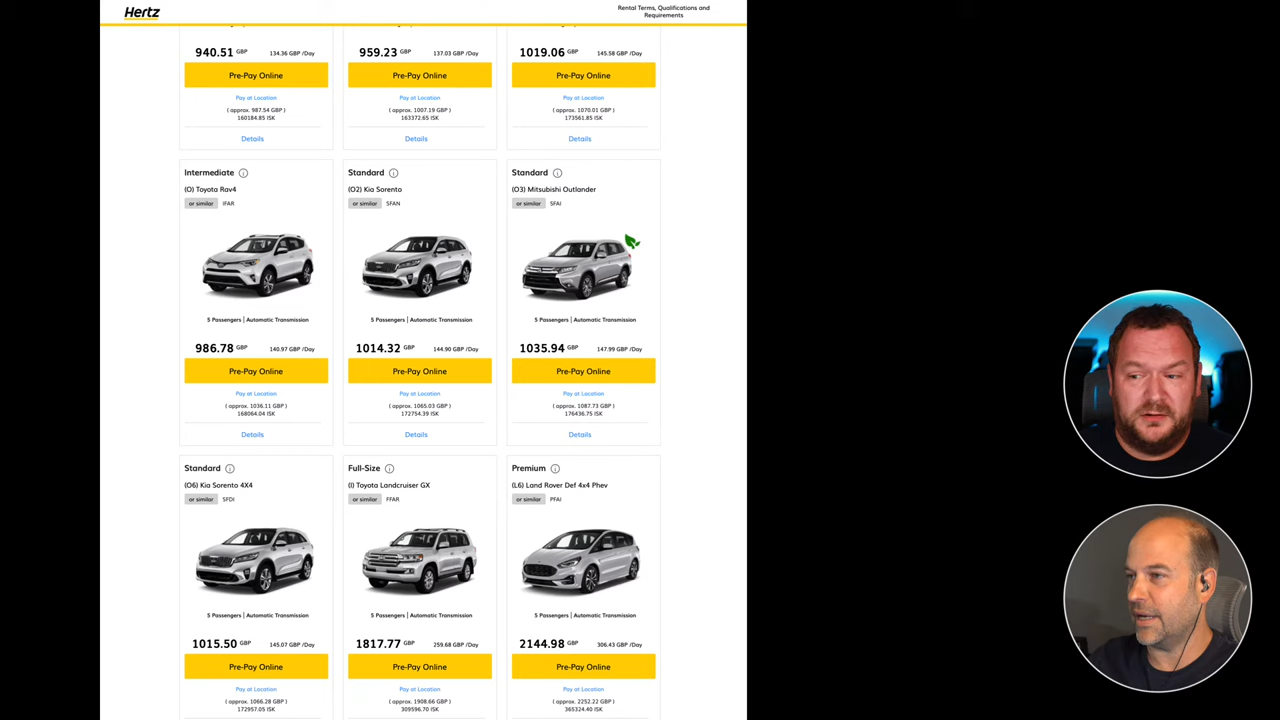 Hertz
Rental Terms, Qualifications and
Requirements
940.51 GBP 134.36 GBP /Day
Pre-Pay Online
Pay at Location
( approx. 987.54 GBP )
160184.85 ISK
Details
959.23 GBP 137.03 GBP /Day
Pre-Pay Online
Pay at Location
( approx. 1007.19 GBP )
163372.65 ISK
Details
1019.06 GBP 145.58 GBP /Day
Pre-Pay Online
Pay at Location
( approx. 1070.01 GBP )
173561.85 ISK
Details
Intermediate
(O) Toyota Rav4
or similar IFAR
5 Passengers | Automatic Transmission
986.78 GBP 140.97 GBP /Day
Pre-Pay Online
Pay at Location
( approx. 1036.11 GBP )
168064.04 ISK
Details
Standard
(O2) Kia Sorento
or similar SFAN
5 Passengers | Automatic Transmission
1014.32 GBP 144.90 GBP /Day
Pre-Pay Online
Pay at Location
( approx. 1065.03 GBP )
172754.39 ISK
Details
Standard
(O3) Mitsubishi Outlander
or similar SFAI
5 Passengers | Automatic Transmission
1035.94 GBP 147.99 GBP /Day
Pre-Pay Online
Pay at Location
( approx. 1087.73 GBP )
176436.75 ISK
Details
Standard
(O6) Kia Sorento 4X4
or similar SFDI
5 Passengers | Automatic Transmission
1015.50 GBP 145.07 GBP /Day
Pre-Pay Online
Pay at Location
( approx. 1066.28 GBP )
172957.05 ISK
Full-Size
(I) Toyota Landcruiser GX
or similar FFAR
5 Passengers | Automatic Transmission
1817.77 GBP 259.68 GBP /Day
Pre-Pay Online
Pay at Location
( approx. 1908.66 GBP )
309596.70 ISK
Premium
(L6) Land Rover Def 4x4 Phev
or similar PFAI
5 Passengers | Automatic Transmission
2144.98 GBP 306.43 GBP /Day
Pre-Pay Online
Pay at Location
( approx. 2252.22 GBP )
365324.40 ISK